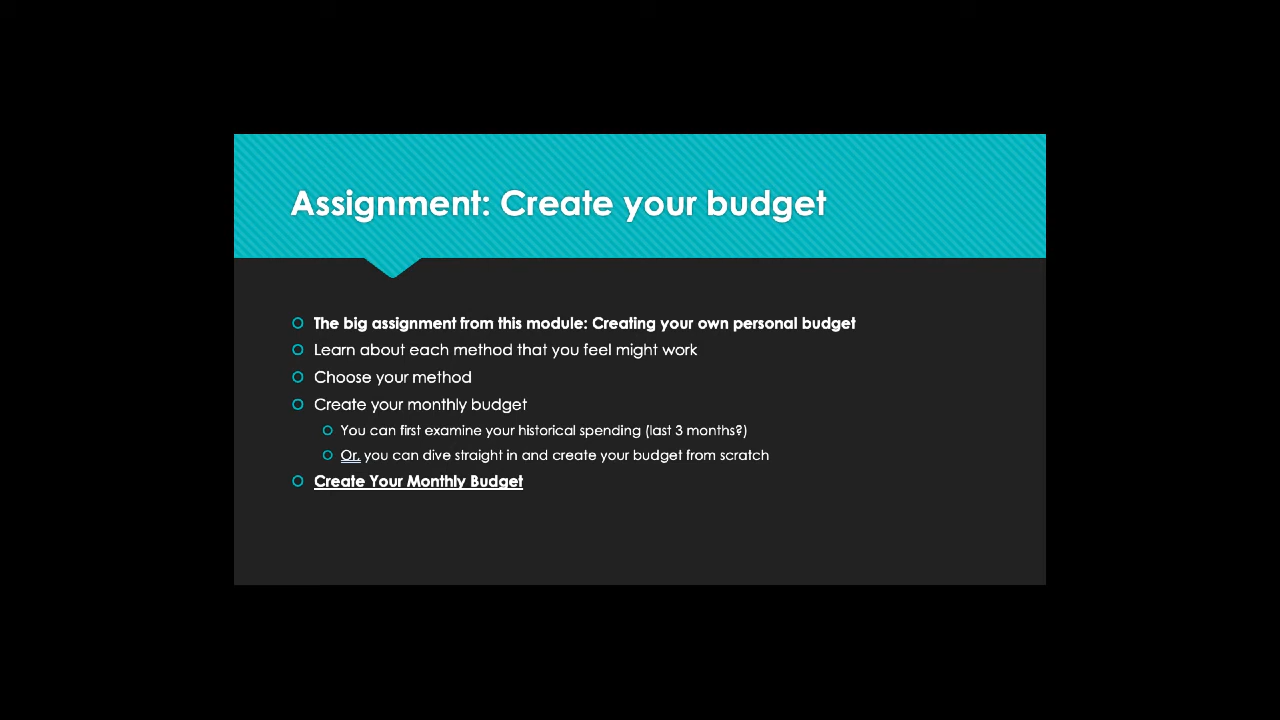 Assignment: Create your budget
The big assignment from this module: Creating your own personal budget
Learn about each method that you feel might work
Choose your method
Create your monthly budget
You can first examine your historical spending (last 3 months?)
Or, you can dive straight in and create your budget from scratch
Create Your Monthly Budget